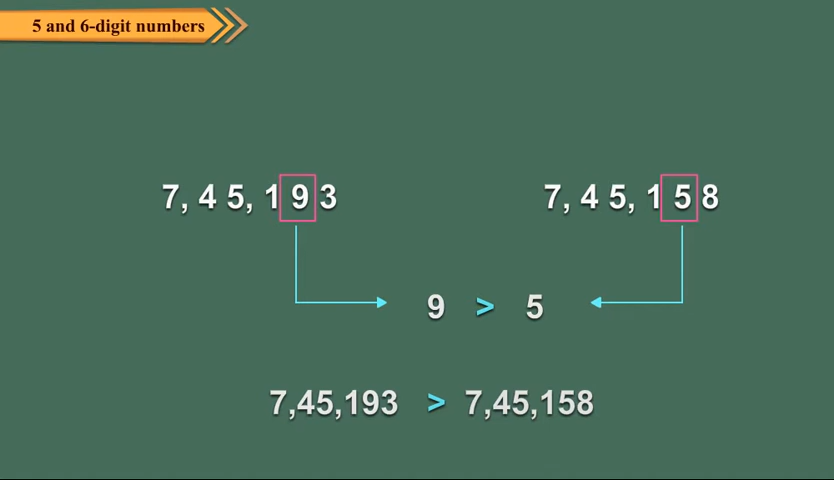 5 and 6-digit numbers
7, 4 5, 1 9 3 7, 4 5, 1 5 8
9 > 5
7,45,193 > 7,45,158